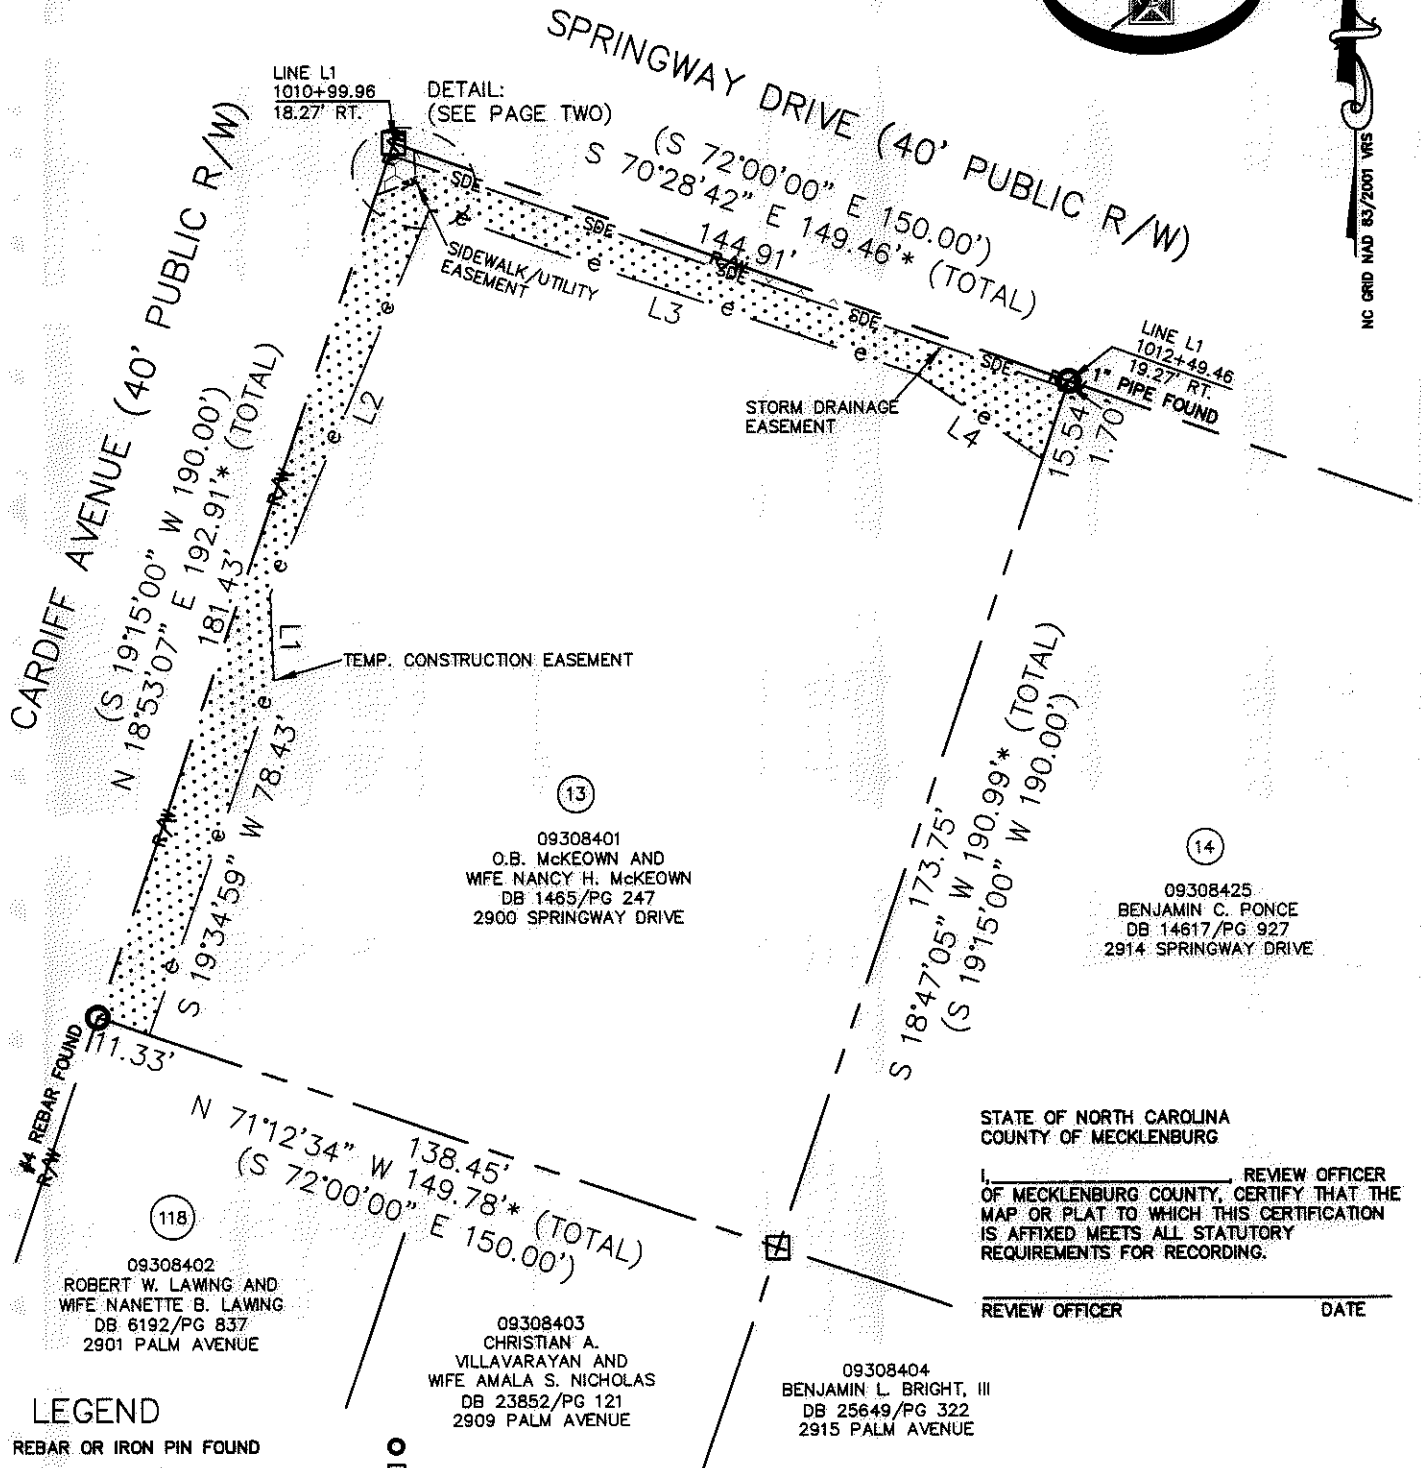 SPRINGWAY DRIVE (40' PUBLIC R/W)
LINE L1
1010+99.96
18.27' RT.
DETAIL:
(SEE PAGE TWO)
(S 72°00'00" E 150.00')
S 70°28'42" E 149.46'* (TOTAL)
144.91'
NC GRID NAD 83/2001 VRS
CARDIFF AVENUE (40' PUBLIC R/W)
SDE
SDE
SDE
SDE
SDE
R/W
e
e
e
e
e
SIDEWALK/UTILITY
EASEMENT
L3
L2
LINE L1
1012+49.46
19.27' RT.
1" PIPE FOUND
STORM DRAINAGE
EASEMENT
L4
15.54'
1.70'
(S 19°15'00" W 190.00')
N 18°53'07" E 192.91'* (TOTAL)
181.43'
R/W
e
e
e
L1
TEMP. CONSTRUCTION EASEMENT
e
e
e
R/W
S 19°34'59" W 78.43'
13
09308401
O.B. McKEOWN AND
WIFE NANCY H. McKEOWN
DB 1465/PG 247
2900 SPRINGWAY DRIVE
173.75'
S 18°47'05" W 190.99'* (TOTAL)
(S 19°15'00" W 190.00')
14
09308425
BENJAMIN C. PONCE
DB 14617/PG 927
2914 SPRINGWAY DRIVE
#4 REBAR FOUND
R/W
11.33'
138.45'
N 71°12'34" W 149.78'* (TOTAL)
(S 72°00'00" E 150.00')
STATE OF NORTH CAROLINA
COUNTY OF MECKLENBURG
I,____________________, REVIEW OFFICER
OF MECKLENBURG COUNTY, CERTIFY THAT THE
MAP OR PLAT TO WHICH THIS CERTIFICATION
IS AFFIXED MEETS ALL STATUTORY
REQUIREMENTS FOR RECORDING.
REVIEW OFFICER DATE
118
09308402
ROBERT W. LAWING AND
WIFE NANETTE B. LAWING
DB 6192/PG 837
2901 PALM AVENUE
09308403
CHRISTIAN A.
VILLAVARAYAN AND
WIFE AMALA S. NICHOLAS
DB 23852/PG 121
2909 PALM AVENUE
09308404
BENJAMIN L. BRIGHT, III
DB 25649/PG 322
2915 PALM AVENUE
LEGEND
REBAR OR IRON PIN FOUND